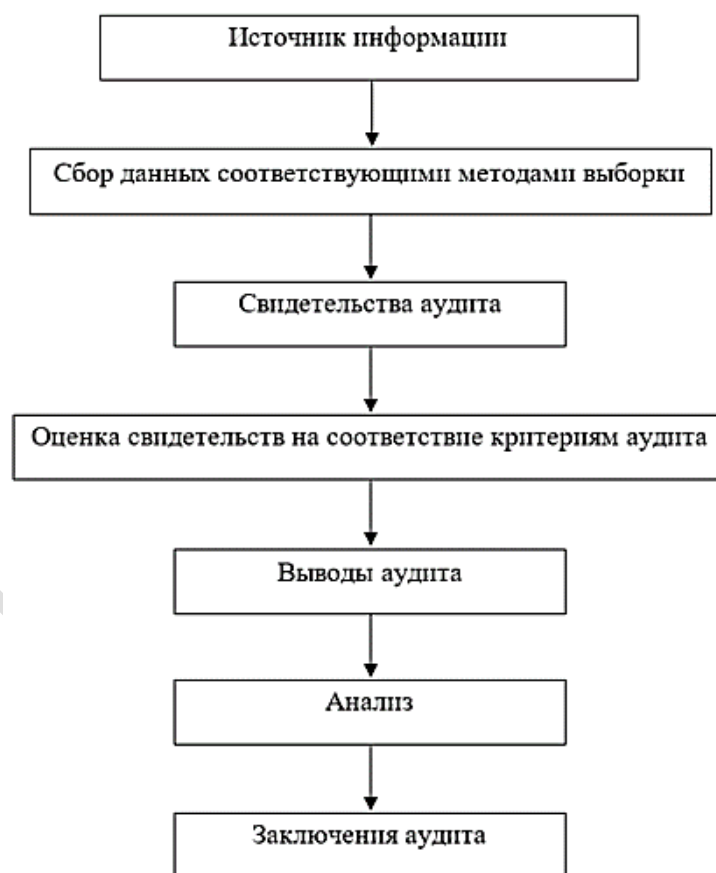 Источник информации
Сбор данных соответствующими методами выборки
Свидетельства аудита
Оценка свидетельств на соответствие критериям аудита
Выводы аудита
Анализ
Заключения аудита